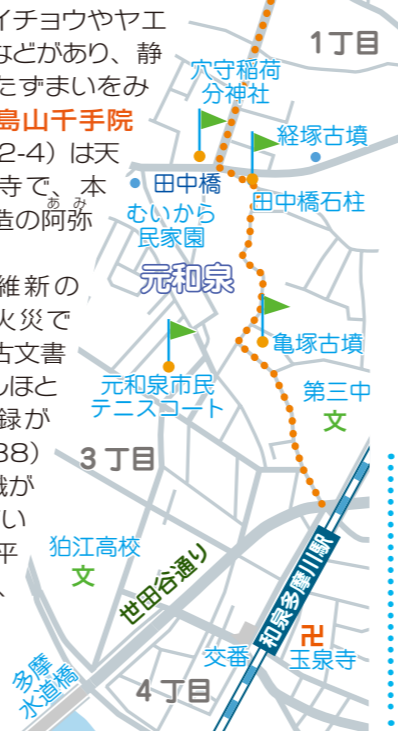 イチョウやヤエ
などがあり、静
たずまいをみ
島山千手院
2-4）は天
寺で、本
造の阿弥
あ み
維新の
火災で
古文書
んほと
録が
38）
識が
てい
平
、
1丁目
穴守稲荷
分神社
経塚古墳
田中橋
田中橋石柱
むいから
民家園
元和泉
亀塚古墳
元和泉市民
テニスコート
第三中
文
3丁目
狛江高校
文
世田谷通り
和泉多摩川駅
卍
交番
玉泉寺
多摩
水道橋
4丁目